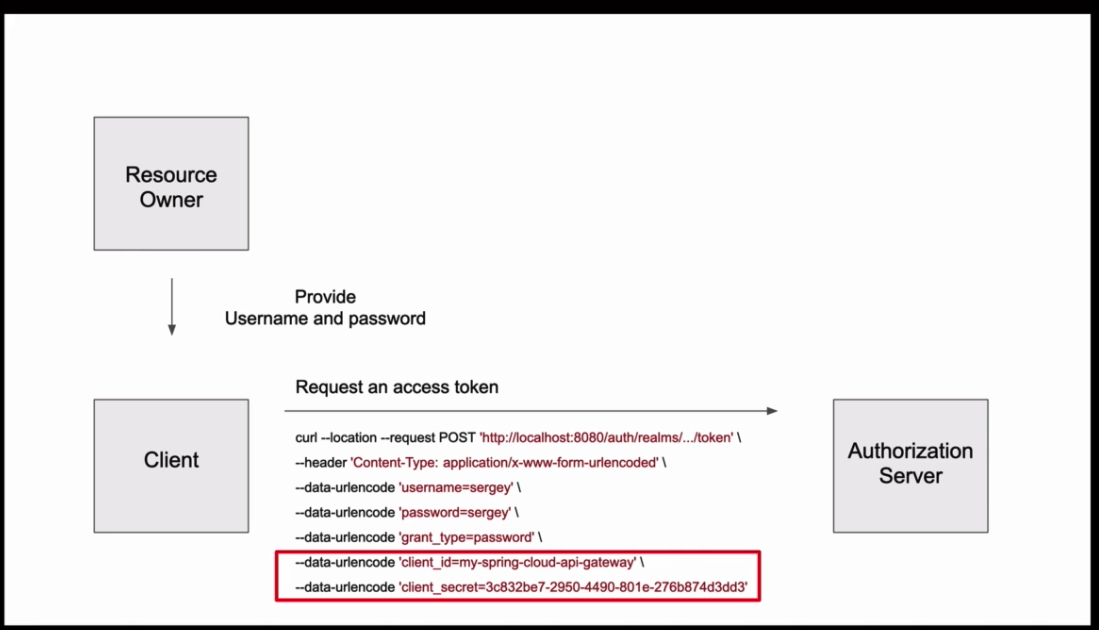 Resource
Owner
Provide
Username and password
Request an access token
Client
curl --location --request POST 'http://localhost:8080/auth/realms/.../token' \
--header 'Content-Type: application/x-www-form-urlencoded' \
--data-urlencode 'username=sergey' \
--data-urlencode 'password=sergey' \
--data-urlencode 'grant_type=password' \
--data-urlencode 'client_id=my-spring-cloud-api-gateway' \
--data-urlencode 'client_secret=3c832be7-2950-4490-801e-276b874d3dd3'
Authorization
Server